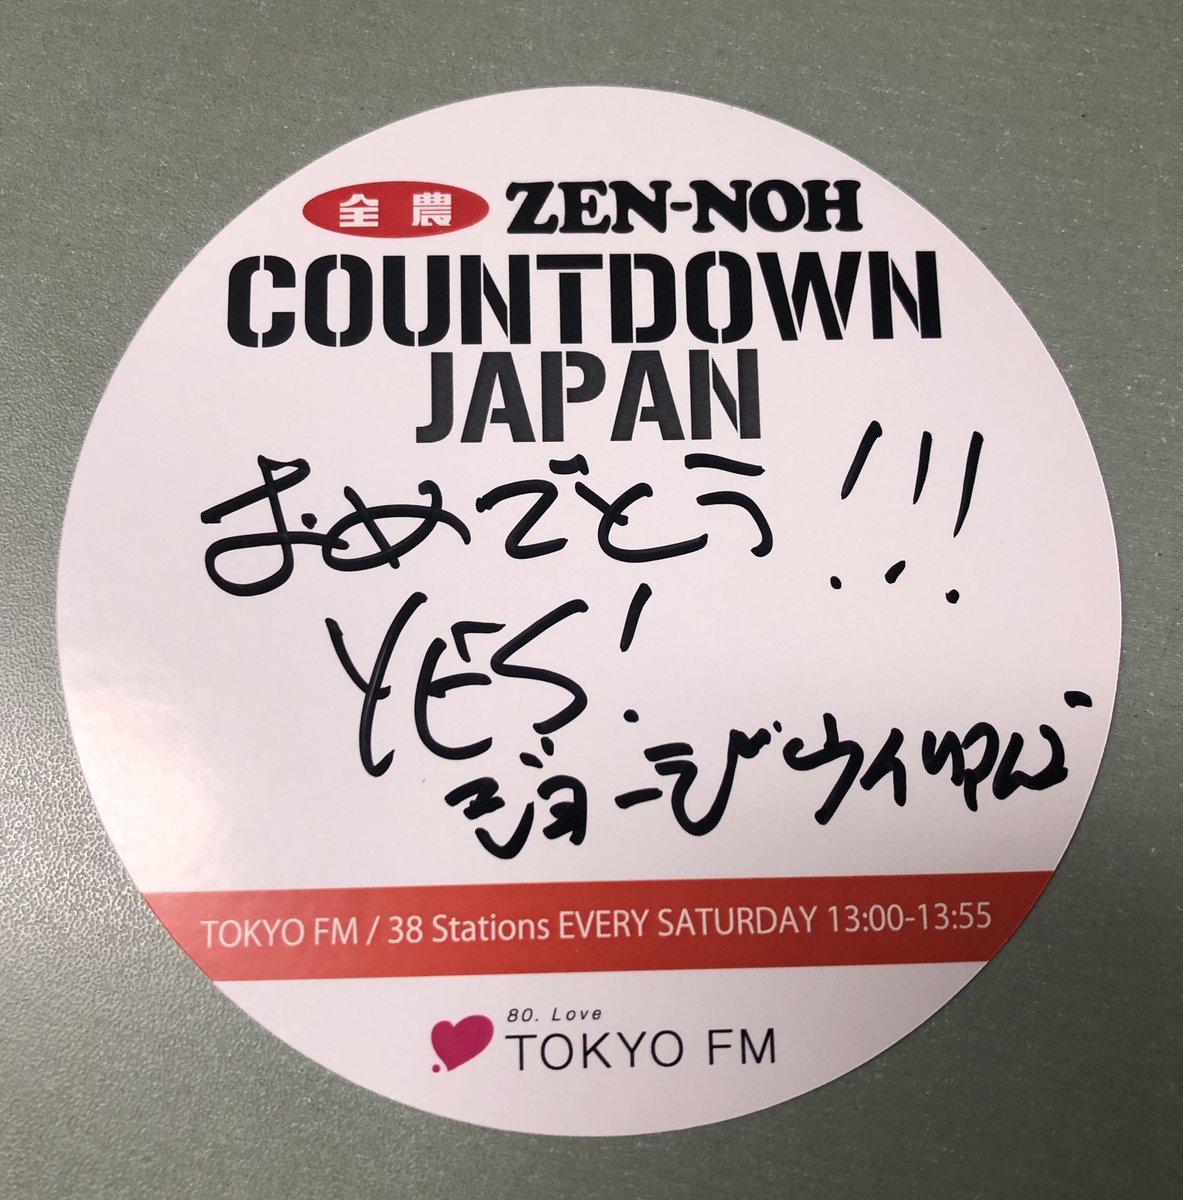 全農 ZEN-NOH
COUNTDOWN
JAPAN
おめでとう!!!
YES!
ジョージ ウィリアムズ
TOKYO FM / 38 Stations EVERY SATURDAY 13:00-13:55
80. Love
TOKYO FM